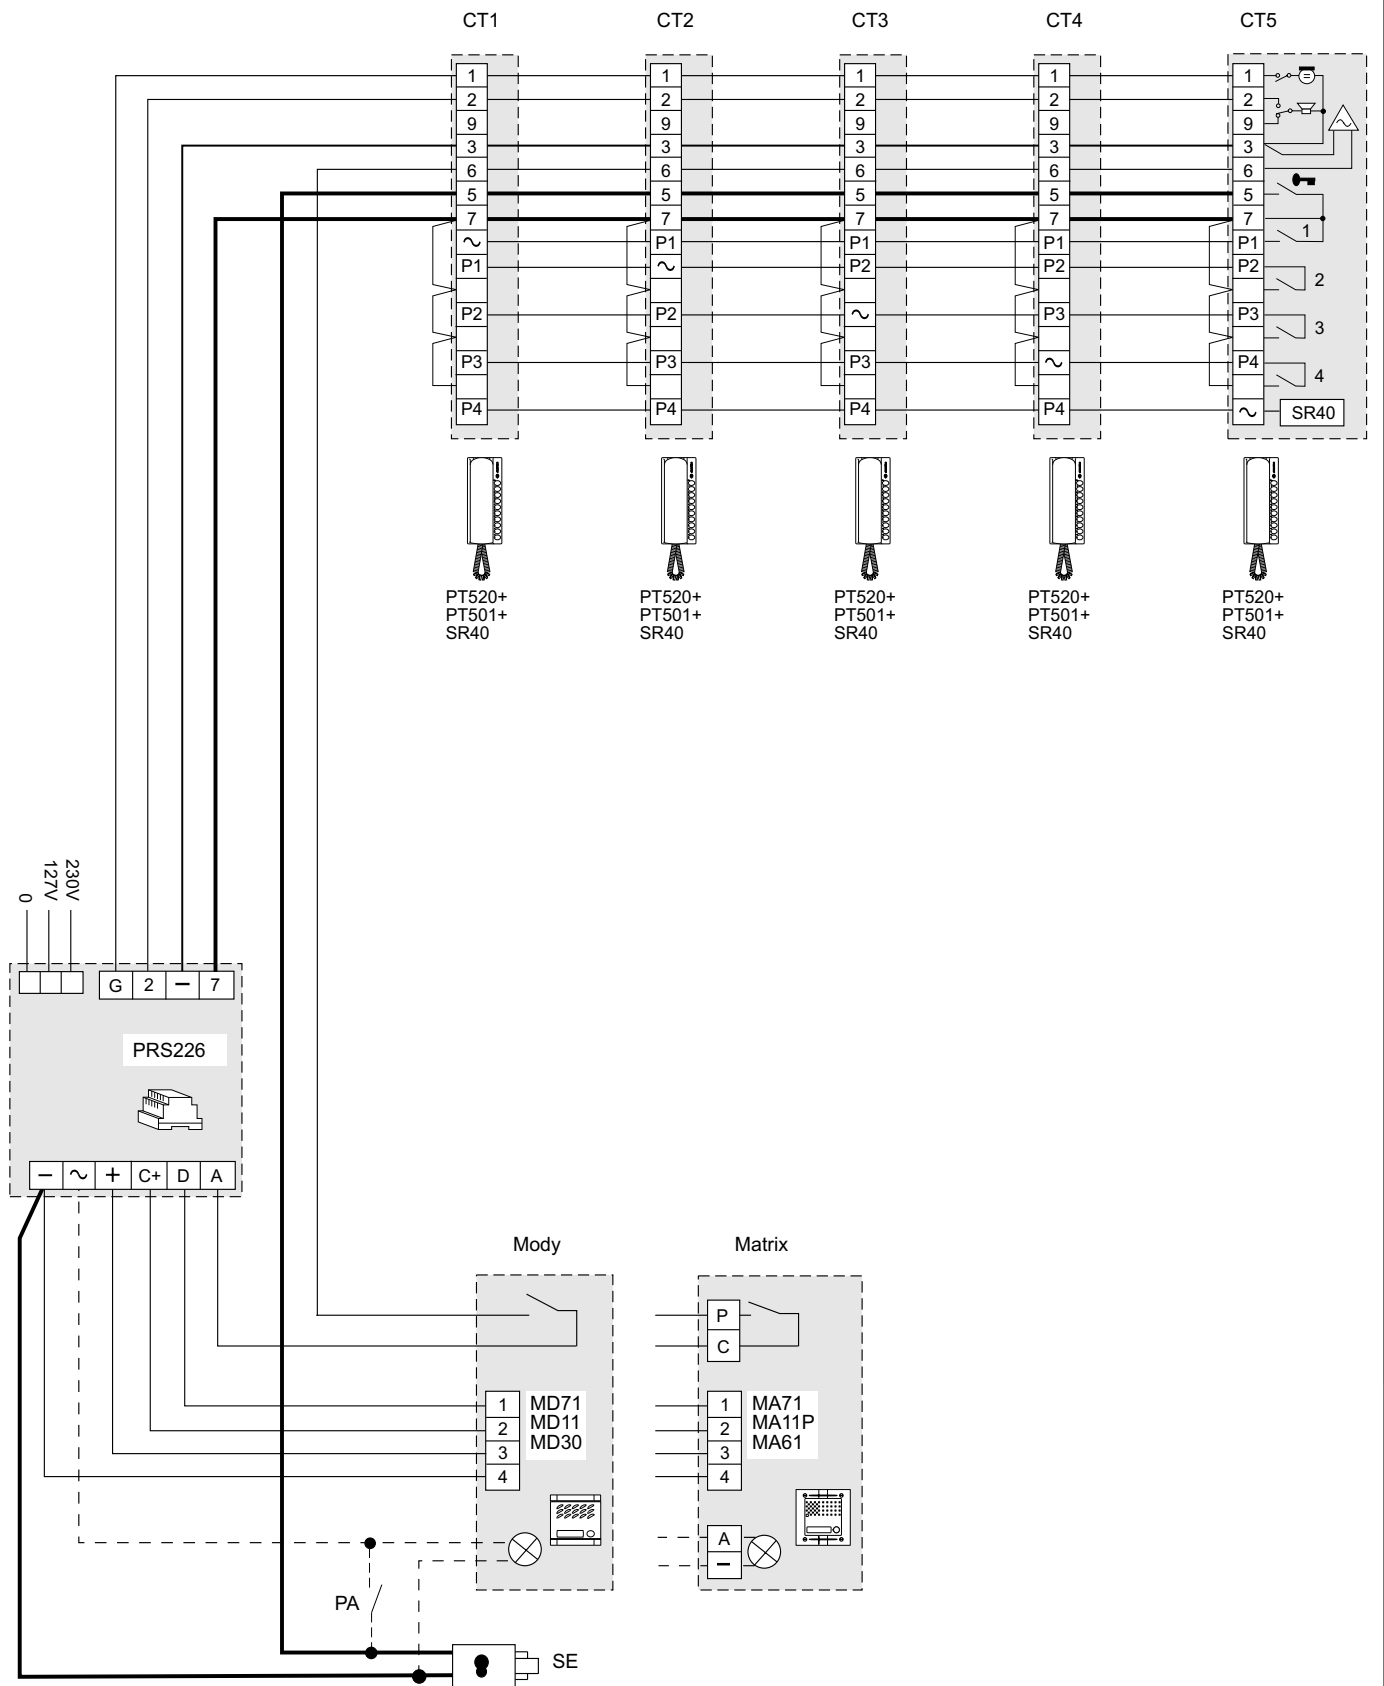 CT1 CT2 CT3 CT4 CT5
1 1 1 1 1
2 2 2 2 2
9 9 9 9 9
3 3 3 3 3
6 6 6 6 6
5 5 5 5 5
7 7 7 7 7
~ P1 P1 P1 P1 1
P1 ~ P2 P2 P2
2
P2 P2 ~ P3 P3
3
P3 P3 P3 ~ P4
4
P4 P4 P4 P4 ~ SR40
PT520+ PT520+ PT520+ PT520+ PT520+
PT501+ PT501+ PT501+ PT501+ PT501+
SR40 SR40 SR40 SR40 SR40
0 127V 230V
G 2 – 7
PRS226
– ~ + C+ D A
Mody Matrix
P
C
1 MD71 1 MA71
2 MD11 2 MA11P
3 MD30 3 MA61
4 4
A
–
PA
SE